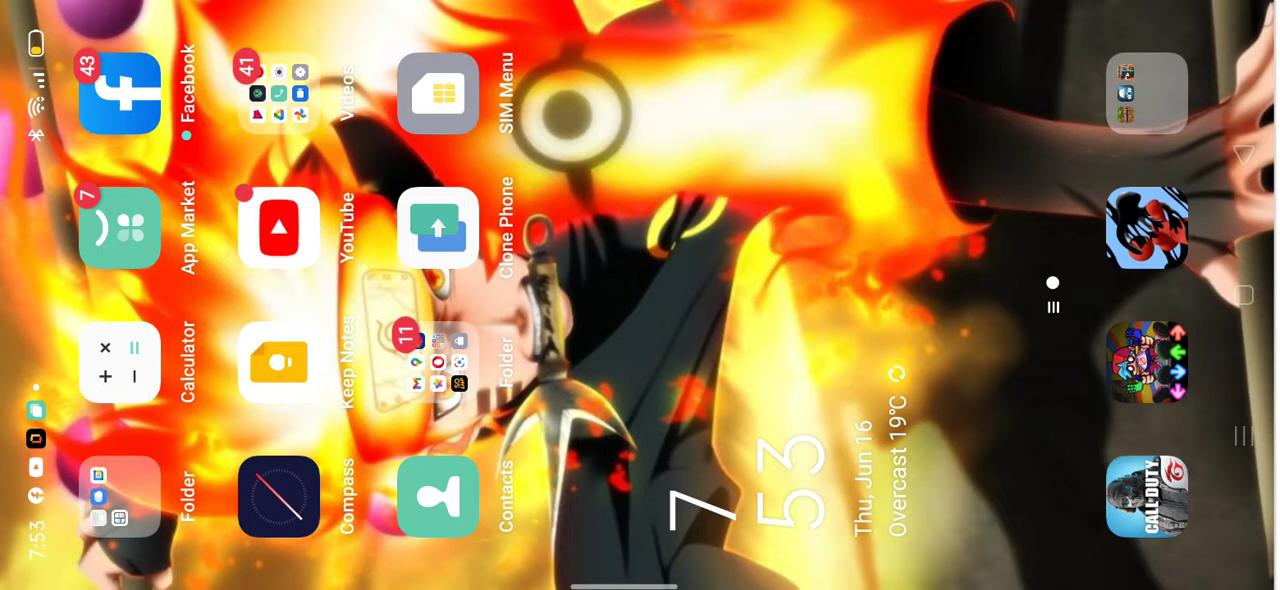 7:53
43
7
Folder
Calculator
App Market
Facebook
41
Compass
Keep Notes
YouTube
Videos
11
Contacts
Folder
Clone Phone
SIM Menu
7
53
Thu, Jun 16
Overcast 19°C
CALL·DUTY